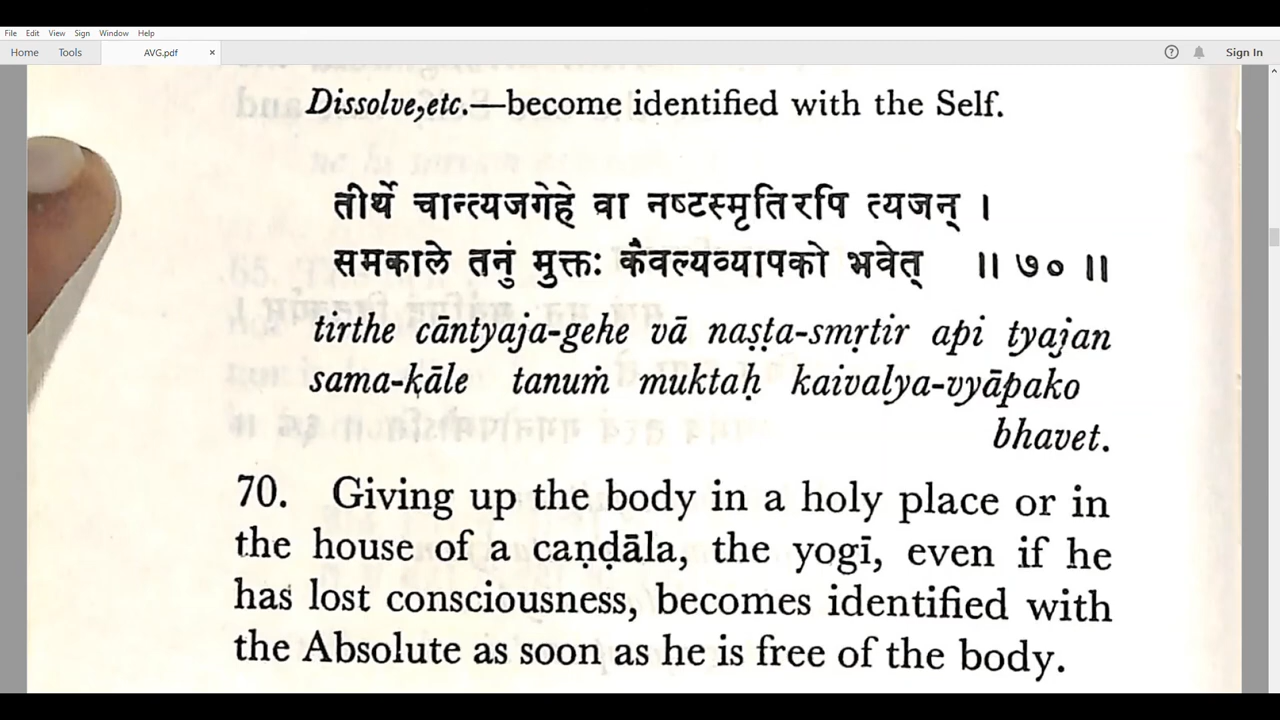 File Edit View Sign Window Help
Home Tools AVG.pdf × Sign In
Dissolve,etc.—become identified with the Self.
तीर्थे चान्त्यजगेहे वा नष्टस्मृतिरपि त्यजन् ।
समकाले तनुं मुक्तः कैवल्यव्यापको भवेत् ॥ ७० ॥
tirthe cāntyaja-gehe vā naṣṭa-smṛtir api tyajan
sama-kāle tanuṁ muktaḥ kaivalya-vyāpako
bhavet.
70. Giving up the body in a holy place or in
the house of a caṇḍāla, the yogī, even if he
has lost consciousness, becomes identified with
the Absolute as soon as he is free of the body.